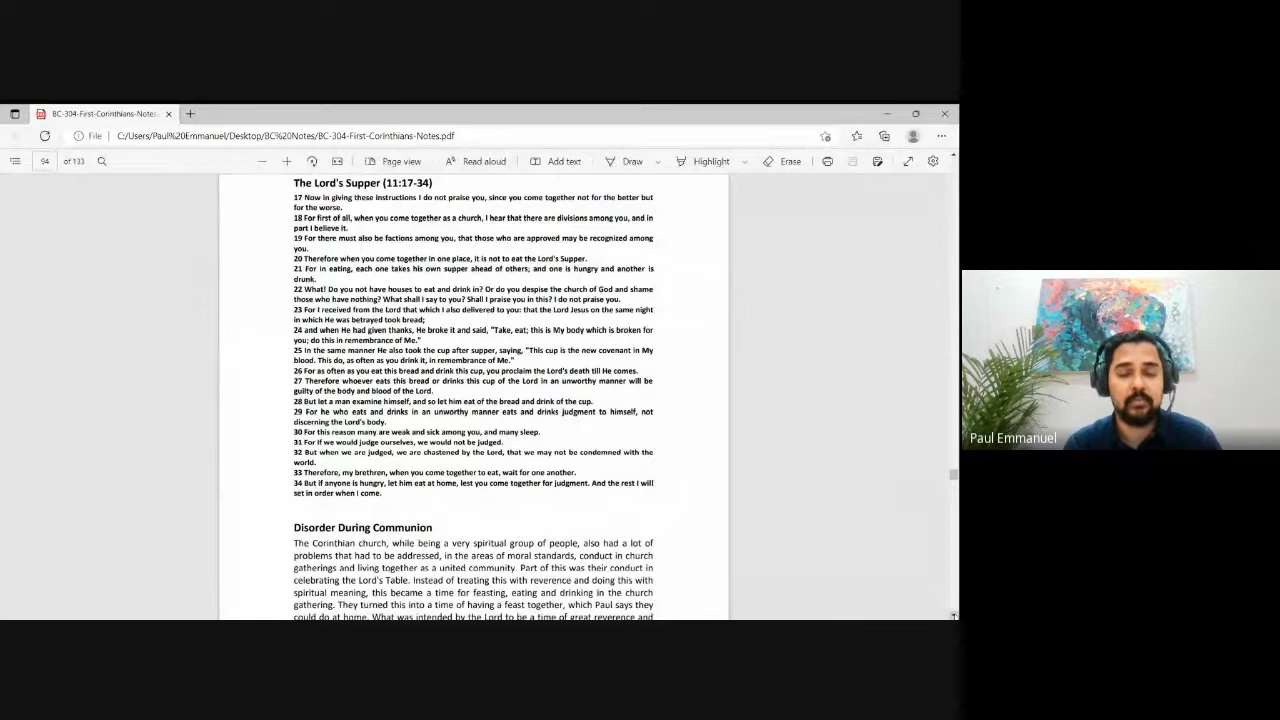 BC-304-First-Corinthians-Notes.
File C:/Users/Paul%20Emmanuel/Desktop/BC%20Notes/BC-304-First-Corinthians-Notes.pdf
94 of 133 Page view Read aloud Add text Draw Highlight Erase
The Lord's Supper (11:17-34)
17 Now in giving these instructions I do not praise you, since you come together not for the better but
for the worse.
18 For first of all, when you come together as a church, I hear that there are divisions among you, and in
part I believe it.
19 For there must also be factions among you, that those who are approved may be recognized among
you.
20 Therefore when you come together in one place, it is not to eat the Lord's Supper.
21 For in eating, each one takes his own supper ahead of others; and one is hungry and another is
drunk.
22 What! Do you not have houses to eat and drink in? Or do you despise the church of God and shame
those who have nothing? What shall I say to you? Shall I praise you in this? I do not praise you.
23 For I received from the Lord that which I also delivered to you: that the Lord Jesus on the same night
in which He was betrayed took bread;
24 and when He had given thanks, He broke it and said, "Take, eat; this is My body which is broken for
you; do this in remembrance of Me."
25 In the same manner He also took the cup after supper, saying, "This cup is the new covenant in My
blood. This do, as often as you drink it, in remembrance of Me."
26 For as often as you eat this bread and drink this cup, you proclaim the Lord's death till He comes.
27 Therefore whoever eats this bread or drinks this cup of the Lord in an unworthy manner will be
guilty of the body and blood of the Lord.
28 But let a man examine himself, and so let him eat of the bread and drink of the cup.
29 For he who eats and drinks in an unworthy manner eats and drinks judgment to himself, not
discerning the Lord's body.
30 For this reason many are weak and sick among you, and many sleep.
31 For if we would judge ourselves, we would not be judged.
32 But when we are judged, we are chastened by the Lord, that we may not be condemned with the
world.
33 Therefore, my brethren, when you come together to eat, wait for one another.
34 But if anyone is hungry, let him eat at home, lest you come together for judgment. And the rest I will
set in order when I come.
Disorder During Communion
The Corinthian church, while being a very spiritual group of people, also had a lot of
problems that had to be addressed, in the areas of moral standards, conduct in church
gatherings and living together as a united community. Part of this was their conduct in
celebrating the Lord's Table. Instead of treating this with reverence and doing this with
spiritual meaning, this became a time for feasting, eating and drinking in the church
gathering. They turned this into a time of having a feast together, which Paul says they
could do at home. What was intended by the Lord to be a time of great reverence and
Paul Emmanuel